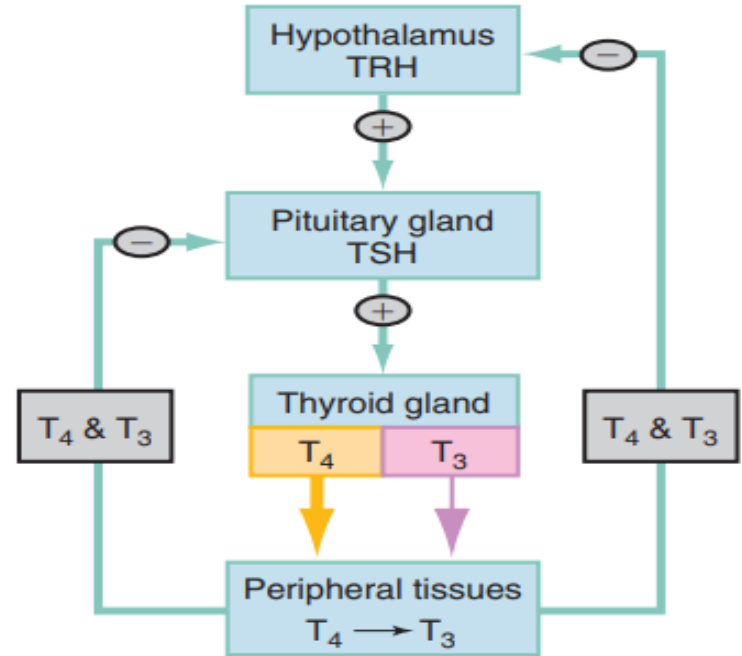 Hypothalamus
TRH
−
+
Pituitary gland
TSH
−
+
Thyroid gland
T₄ & T₃
T₄ T₃
T₄ & T₃
Peripheral tissues
T₄ → T₃